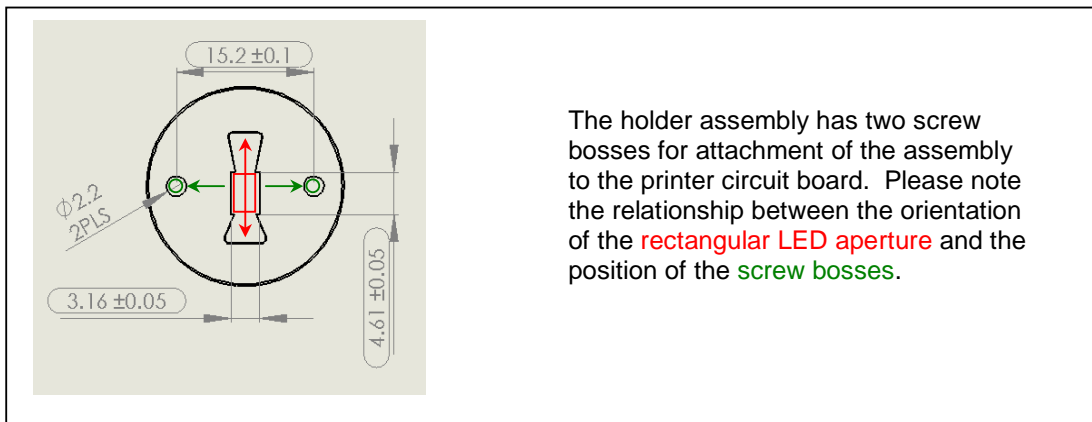 15.2 ±0.1
The holder assembly has two screw
bosses for attachment of the assembly
to the printer circuit board.  Please note
the relationship between the orientation
of the rectangular LED aperture and the
position of the screw bosses.
∅2.2
2PLS
3.16 ±0.05
4.61 ±0.05